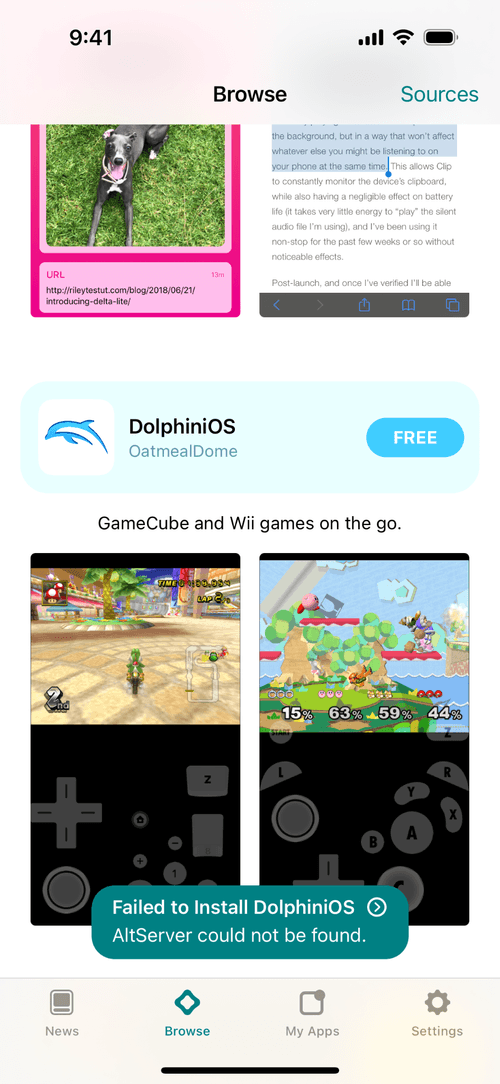 9:41
Browse
Sources
URL
13m
http://rileytestut.com/blog/2018/06/21/
introducing-delta-lite/
the background, but in a way that won't affect
whatever else you might be listening to on
your phone at the same time. This allows Clip
to constantly monitor the device's clipboard,
while also having a negligible effect on battery
life (it takes very little energy to "play" the silent
audio file I'm using), and I've been using it
non-stop for the past few weeks or so without
noticeable effects.
Post-launch, and once I've verified I'll be able
DolphiniOS
OatmealDome
FREE
GameCube and Wii games on the go.
TIME
LAP
2nd
15%
63%
59%
44%
START
Z
L
R
Y
X
B
A
C
Z
1
Failed to Install DolphiniOS
AltServer could not be found.
News
Browse
My Apps
Settings